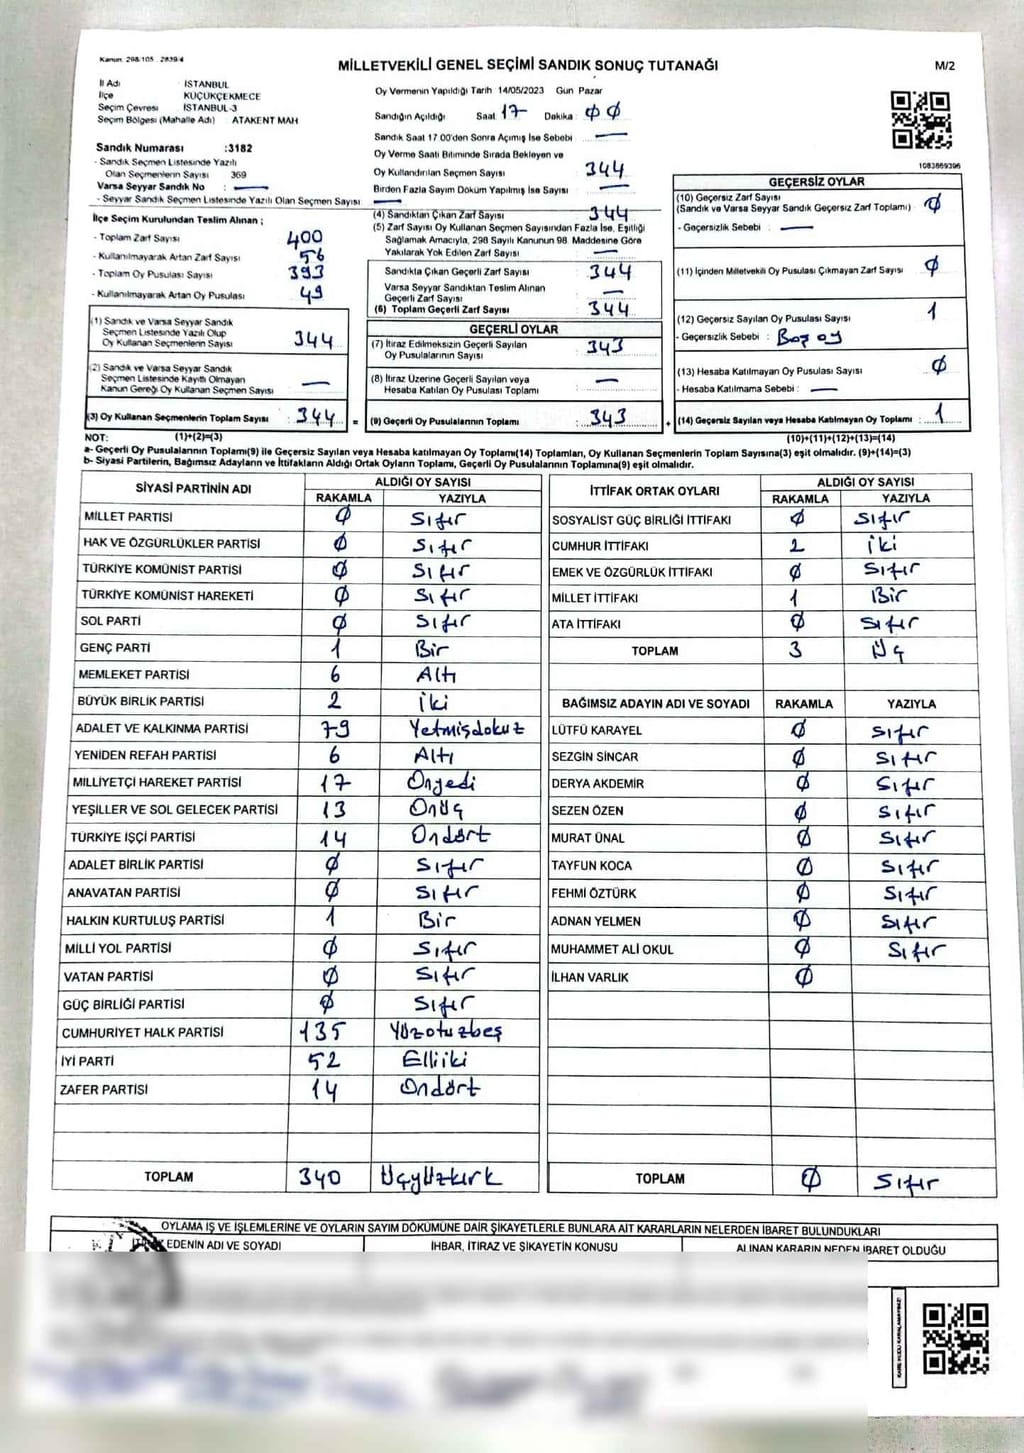 Kanun: 298/105 , 2839/4
MİLLETVEKİLİ GENEL SEÇİMİ SANDIK SONUÇ TUTANAĞI
M/2
İl Adı : İSTANBUL
İlçe KÜÇÜKÇEKMECE
Seçim Çevresi İSTANBUL-3
Seçim Bölgesi (Mahalle Adı) : ATAKENT MAH
Oy Vermenin Yapıldığı Tarih 14/05/2023 Gün Pazar
Sandığın Açıldığı Saat 17 Dakika : 00
Sandık Saat 17 00'den Sonra Açımış İse Sebebi —
Sandık Numarası :3182
- Sandık Seçmen Listesinde Yazılı
Olan Seçmenlerin Sayısı 369
Varsa Seyyar Sandık No : —
- Seyyar Sandık Seçmen Listesinde Yazılı Olan Seçmen Sayısı : —
Oy Verme Saati Bitiminde Sırada Bekleyen ve
Oy Kullandırılan Seçmen Sayısı : 344
Birden Fazla Sayım Döküm Yapılmış İse Sayısı —
1083669396
İlçe Seçim Kurulundan Teslim Alınan ;
- Toplam Zarf Sayısı 400
- Kullanılmayarak Artan Zarf Sayısı 56
- Toplam Oy Pusulası Sayısı 393
- Kullanılmayarak Artan Oy Pusulası 49
(1) Sandık ve Varsa Seyyar Sandık
Seçmen Listesinde Yazılı Olup
Oy Kullanan Seçmenlerin Sayısı 344
(2) Sandık ve Varsa Seyyar Sandık
Seçmen Listesinde Kayıtlı Olmayan
Kanun Gereği Oy Kullanan Seçmen Sayısı —
(3) Oy Kullanan Seçmenlerin Toplam Sayısı : 344 =
(4) Sandıktan Çıkan Zarf Sayısı 344
(5) Zarf Sayısı Oy Kullanan Seçmen Sayısından Fazla İse, Eşitliği
Sağlamak Amacıyla, 298 Sayılı Kanunun 98. Maddesine Göre
Yakılarak Yok Edilen Zarf Sayısı —
Sandıkta Çıkan Geçerli Zarf Sayısı 344
Varsa Seyyar Sandıktan Teslim Alınan
Geçerli Zarf Sayısı —
(6) Toplam Geçerli Zarf Sayısı 344
GEÇERLİ OYLAR
(7) İtiraz Edilmeksizin Geçerli Sayılan
Oy Pusulalarının Sayısı 343
(8) İtiraz Üzerine Geçerli Sayılan veya
Hesaba Katılan Oy Pusulaları Toplamı —
(9) Geçerli Oy Pusulalarının Toplamı 343 +
GEÇERSİZ OYLAR
(10) Geçersiz Zarf Sayısı
(Sandık ve Varsa Seyyar Sandık Geçersiz Zarf Toplamı) : 0
- Geçersizlik Sebebi : —
(11) İçinden Milletvekili Oy Pusulası Çıkmayan Zarf Sayısı 0
(12) Geçersiz Sayılan Oy Pusulası Sayısı 1
- Geçersizlik Sebebi : Boş oy
(13) Hesaba Katılmayan Oy Pusulası Sayısı 0
- Hesaba Katılmama Sebebi : —
(14) Geçersiz Sayılan veya Hesaba Katılmayan Oy Toplamı : 1
NOT: (1)+(2)=(3) (10)+(11)+(12)+(13)=(14)
a- Geçerli Oy Pusulalarının Toplamı(9) ile Geçersiz Sayılan veya Hesaba katılmayan Oy Toplamı(14) Toplamları, Oy Kullanan Seçmenlerin Toplam Sayısına(3) eşit olmalıdır. (9)+(14)=(3)
b- Siyasi Partilerin, Bağımsız Adayların ve İttifakların Aldığı Ortak Oyların Toplamı, Geçerli Oy Pusulalarının Toplamına(9) eşit olmalıdır.
SİYASİ PARTİNİN ADI ALDIĞI OY SAYISI
RAKAMLA YAZIYLA
MİLLET PARTİSİ 0 Sıfır
HAK VE ÖZGÜRLÜKLER PARTİSİ 0 Sıfır
TÜRKİYE KOMÜNİST PARTİSİ 0 Sıfır
TÜRKİYE KOMÜNİST HAREKETİ 0 Sıfır
SOL PARTİ 0 Sıfır
GENÇ PARTİ 1 Bir
MEMLEKET PARTİSİ 6 Altı
BÜYÜK BİRLİK PARTİSİ 2 iki
ADALET VE KALKINMA PARTİSİ 79 Yetmişdokuz
YENİDEN REFAH PARTİSİ 6 Altı
MİLLİYETÇİ HAREKET PARTİSİ 17 Onyedi
YEŞİLLER VE SOL GELECEK PARTİSİ 13 Onüç
TÜRKİYE İŞÇİ PARTİSİ 14 Ondört
ADALET BİRLİK PARTİSİ 0 Sıfır
ANAVATAN PARTİSİ 0 Sıfır
HALKIN KURTULUŞ PARTİSİ 1 Bir
MİLLİ YOL PARTİSİ 0 Sıfır
VATAN PARTİSİ 0 Sıfır
GÜÇ BİRLİĞİ PARTİSİ 0 Sıfır
CUMHURİYET HALK PARTİSİ 135 Yüzotuzbeş
İYİ PARTİ 52 Elliiki
ZAFER PARTİSİ 14 Ondört
TOPLAM 340 Üçyüzkırk
İTTİFAK ORTAK OYLARI ALDIĞI OY SAYISI
RAKAMLA YAZIYLA
SOSYALİST GÜÇ BİRLİĞİ İTTİFAKI 0 Sıfır
CUMHUR İTTİFAKI 2 iki
EMEK VE ÖZGÜRLÜK İTTİFAKI 0 Sıfır
MİLLET İTTİFAKI 1 Bir
ATA İTTİFAKI 0 Sıfır
TOPLAM 3 Üç
BAĞIMSIZ ADAYIN ADI VE SOYADI RAKAMLA YAZIYLA
LÜTFÜ KARAYEL 0 Sıfır
SEZGİN SİNCAR 0 Sıfır
DERYA AKDEMİR 0 Sıfır
SEZEN ÖZEN 0 Sıfır
MURAT ÜNAL 0 Sıfır
TAYFUN KOCA 0 Sıfır
FEHMİ ÖZTÜRK 0 Sıfır
ADNAN YELMEN 0 Sıfır
MUHAMMET ALİ OKUL 0 Sıfır
İLHAN VARLIK 0
TOPLAM 0 Sıfır
OYLAMA İŞ VE İŞLEMLERİNE VE OYLARIN SAYIM DÖKÜMÜNE DAİR ŞİKAYETLERLE BUNLARA AİT KARARLARIN NELERDEN İBARET BULUNDUKLARI
EDENİN ADI VE SOYADI İHBAR, İTİRAZ VE ŞİKAYETİN KONUSU ALINAN KARARIN NEDEN İBARET OLDUĞU